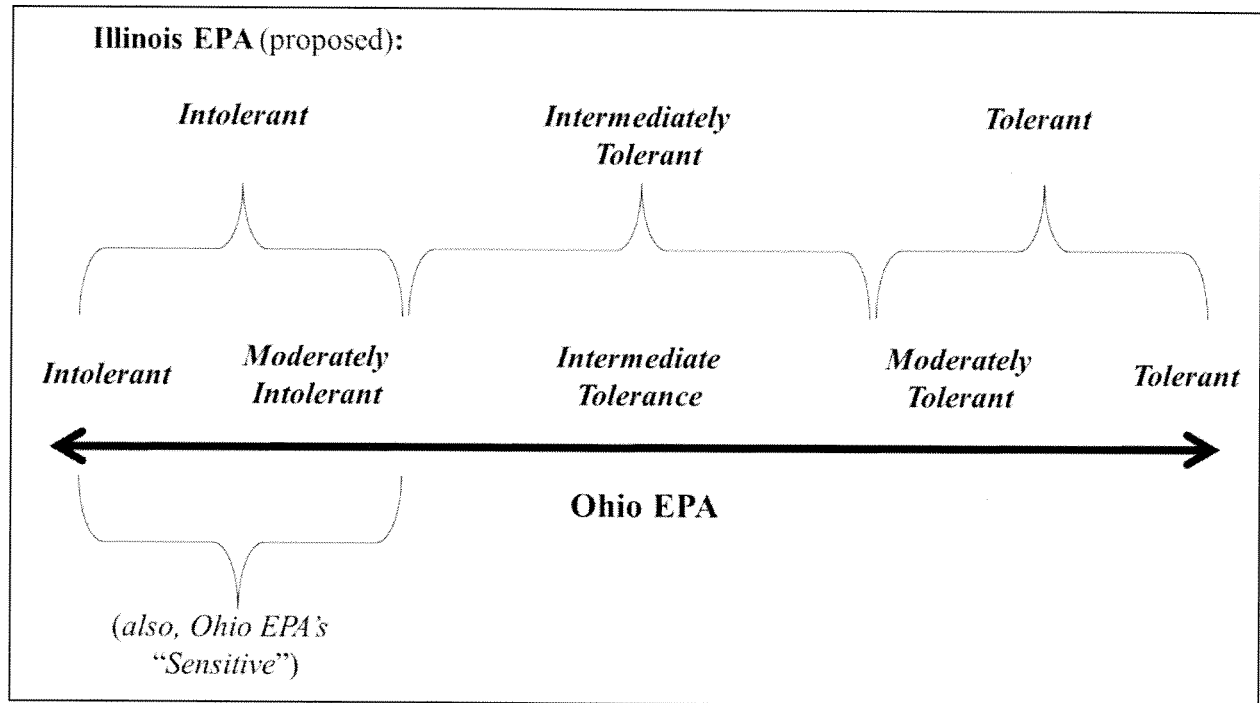 Illinois EPA (proposed):
Intolerant
Intermediately
Tolerant
Tolerant
Intolerant
Moderately
Intolerant
Intermediate
Tolerance
Moderately
Tolerant
Tolerant
Ohio EPA
(also, Ohio EPA's
“Sensitive”)